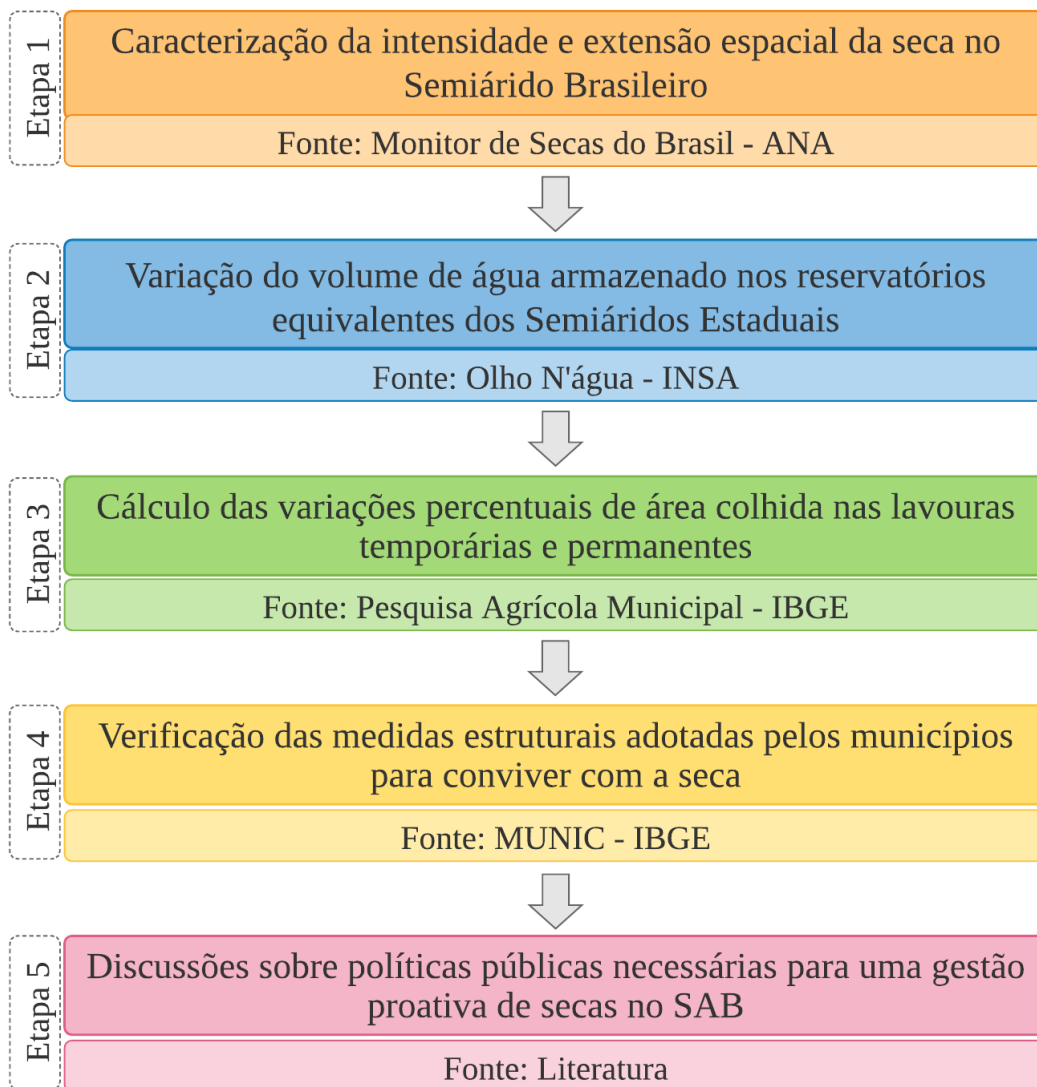 Etapa 1
Caracterização da intensidade e extensão espacial da seca no
Semiárido Brasileiro
Fonte: Monitor de Secas do Brasil - ANA
Etapa 2
Variação do volume de água armazenado nos reservatórios
equivalentes dos Semiáridos Estaduais
Fonte: Olho N'água - INSA
Etapa 3
Cálculo das variações percentuais de área colhida nas lavouras
temporárias e permanentes
Fonte: Pesquisa Agrícola Municipal - IBGE
Etapa 4
Verificação das medidas estruturais adotadas pelos municípios
para conviver com a seca
Fonte: MUNIC - IBGE
Etapa 5
Discussões sobre políticas públicas necessárias para uma gestão
proativa de secas no SAB
Fonte: Literatura